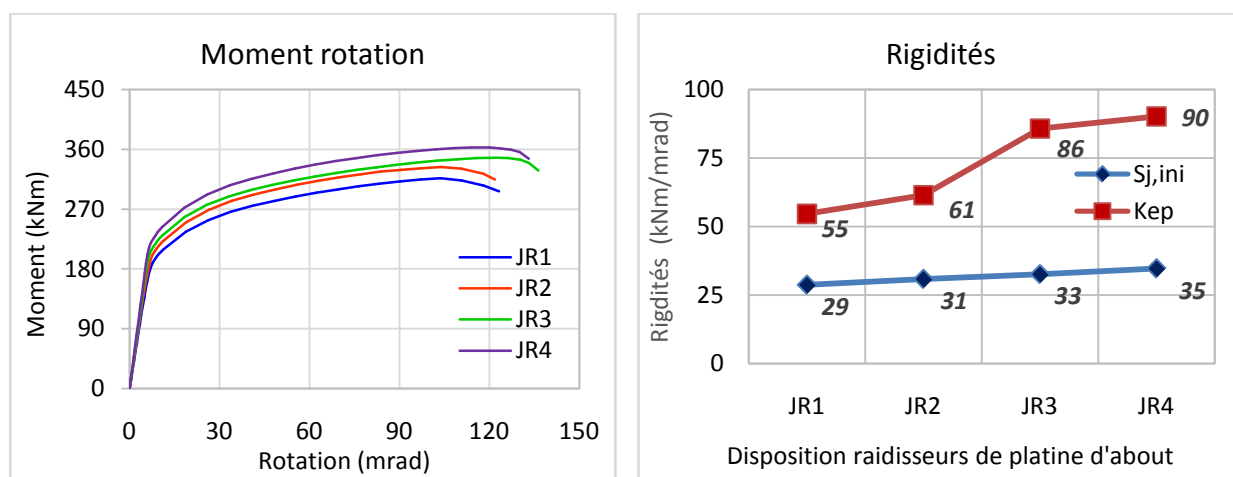 Moment rotation
450
360
270
180
90
0
Moment (kNm)
JR1
JR2
JR3
JR4
0 30 60 90 120 150
Rotation (mrad)
Rigidités
100
75
50
25
0
Rigdités (kNm/mrad)
90
86
61
55
Sj,ini
Kep
29 31 33 35
JR1 JR2 JR3 JR4
Disposition raidisseurs de platine d'about